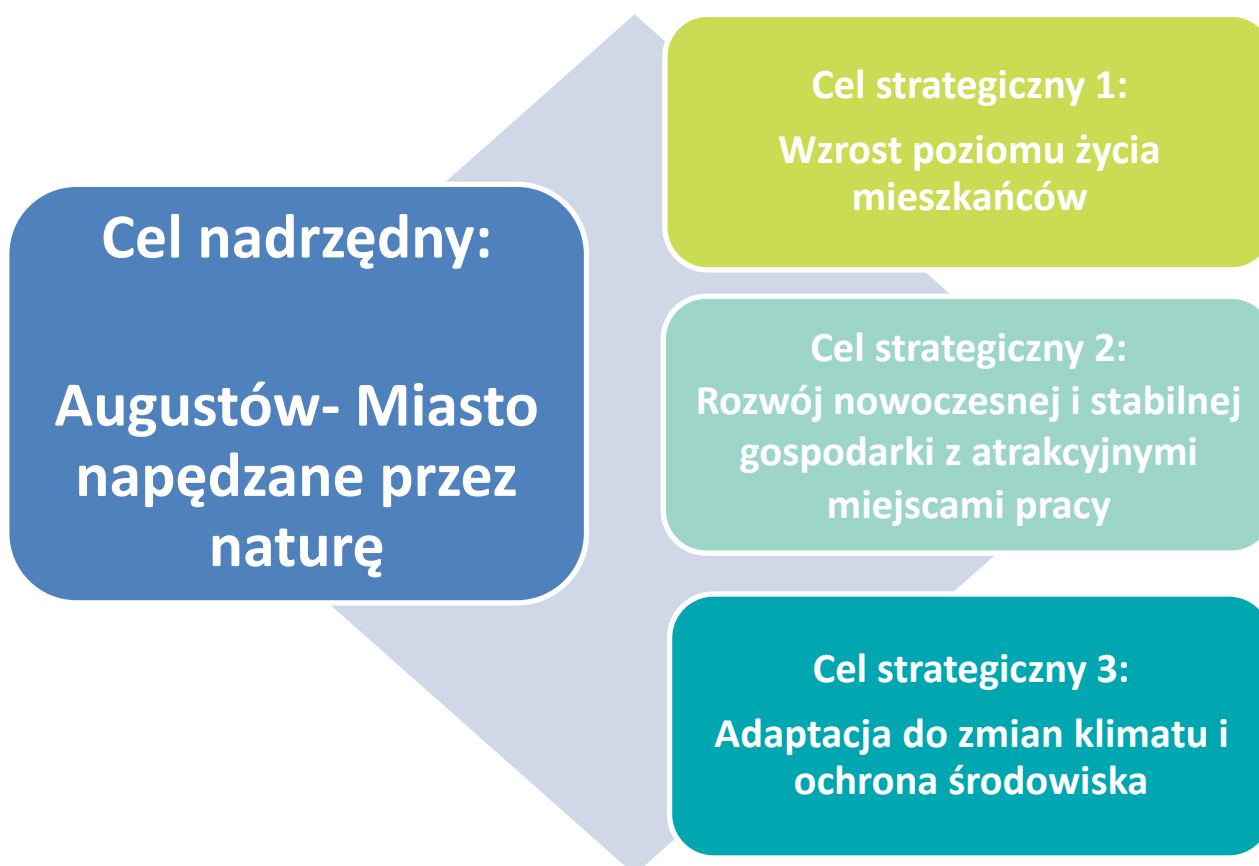 Cel nadrzędny:
Augustów- Miasto
napędzane przez
naturę
Cel strategiczny 1:
Wzrost poziomu życia
mieszkańców
Cel strategiczny 2:
Rozwój nowoczesnej i stabilnej
gospodarki z atrakcyjnymi
miejscami pracy
Cel strategiczny 3:
Adaptacja do zmian klimatu i
ochrona środowiska